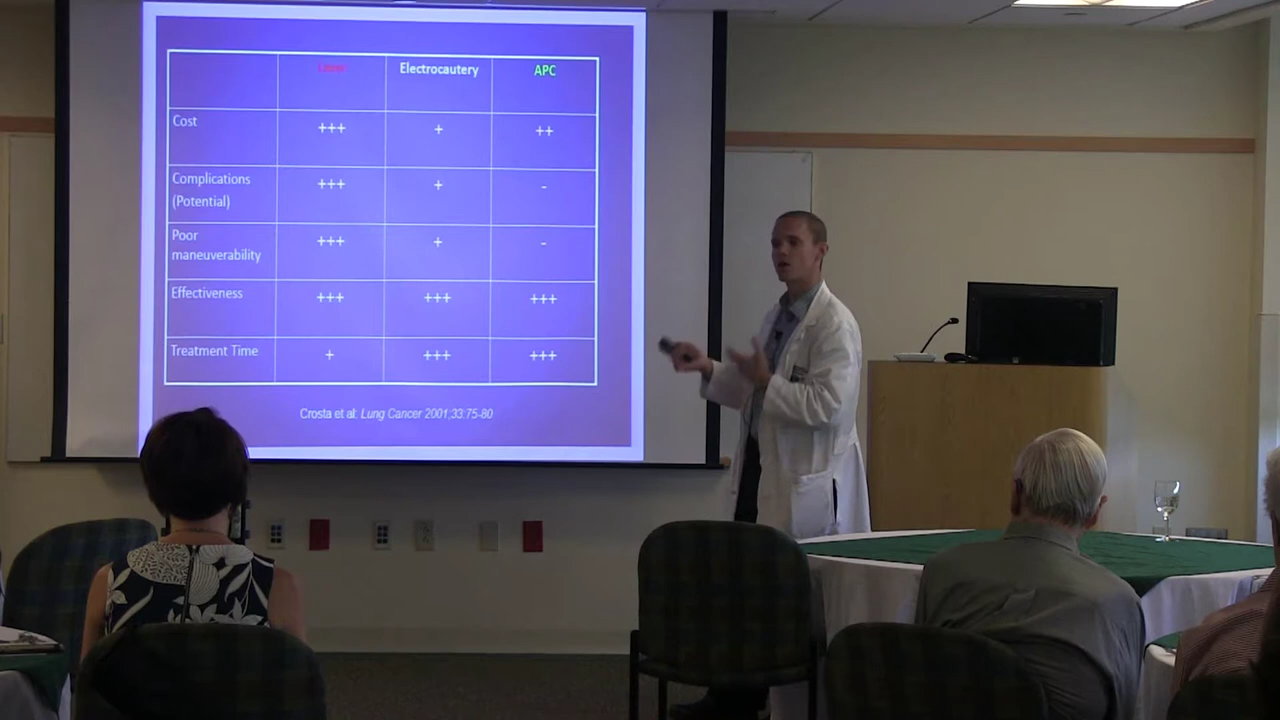 Laser Electrocautery APC
Cost +++ + ++
Complications
(Potential) +++ + -
Poor
maneuverability +++ + -
Effectiveness +++ +++ +++
Treatment Time + +++ +++
Crosta et al: Lung Cancer 2001;33:75-80